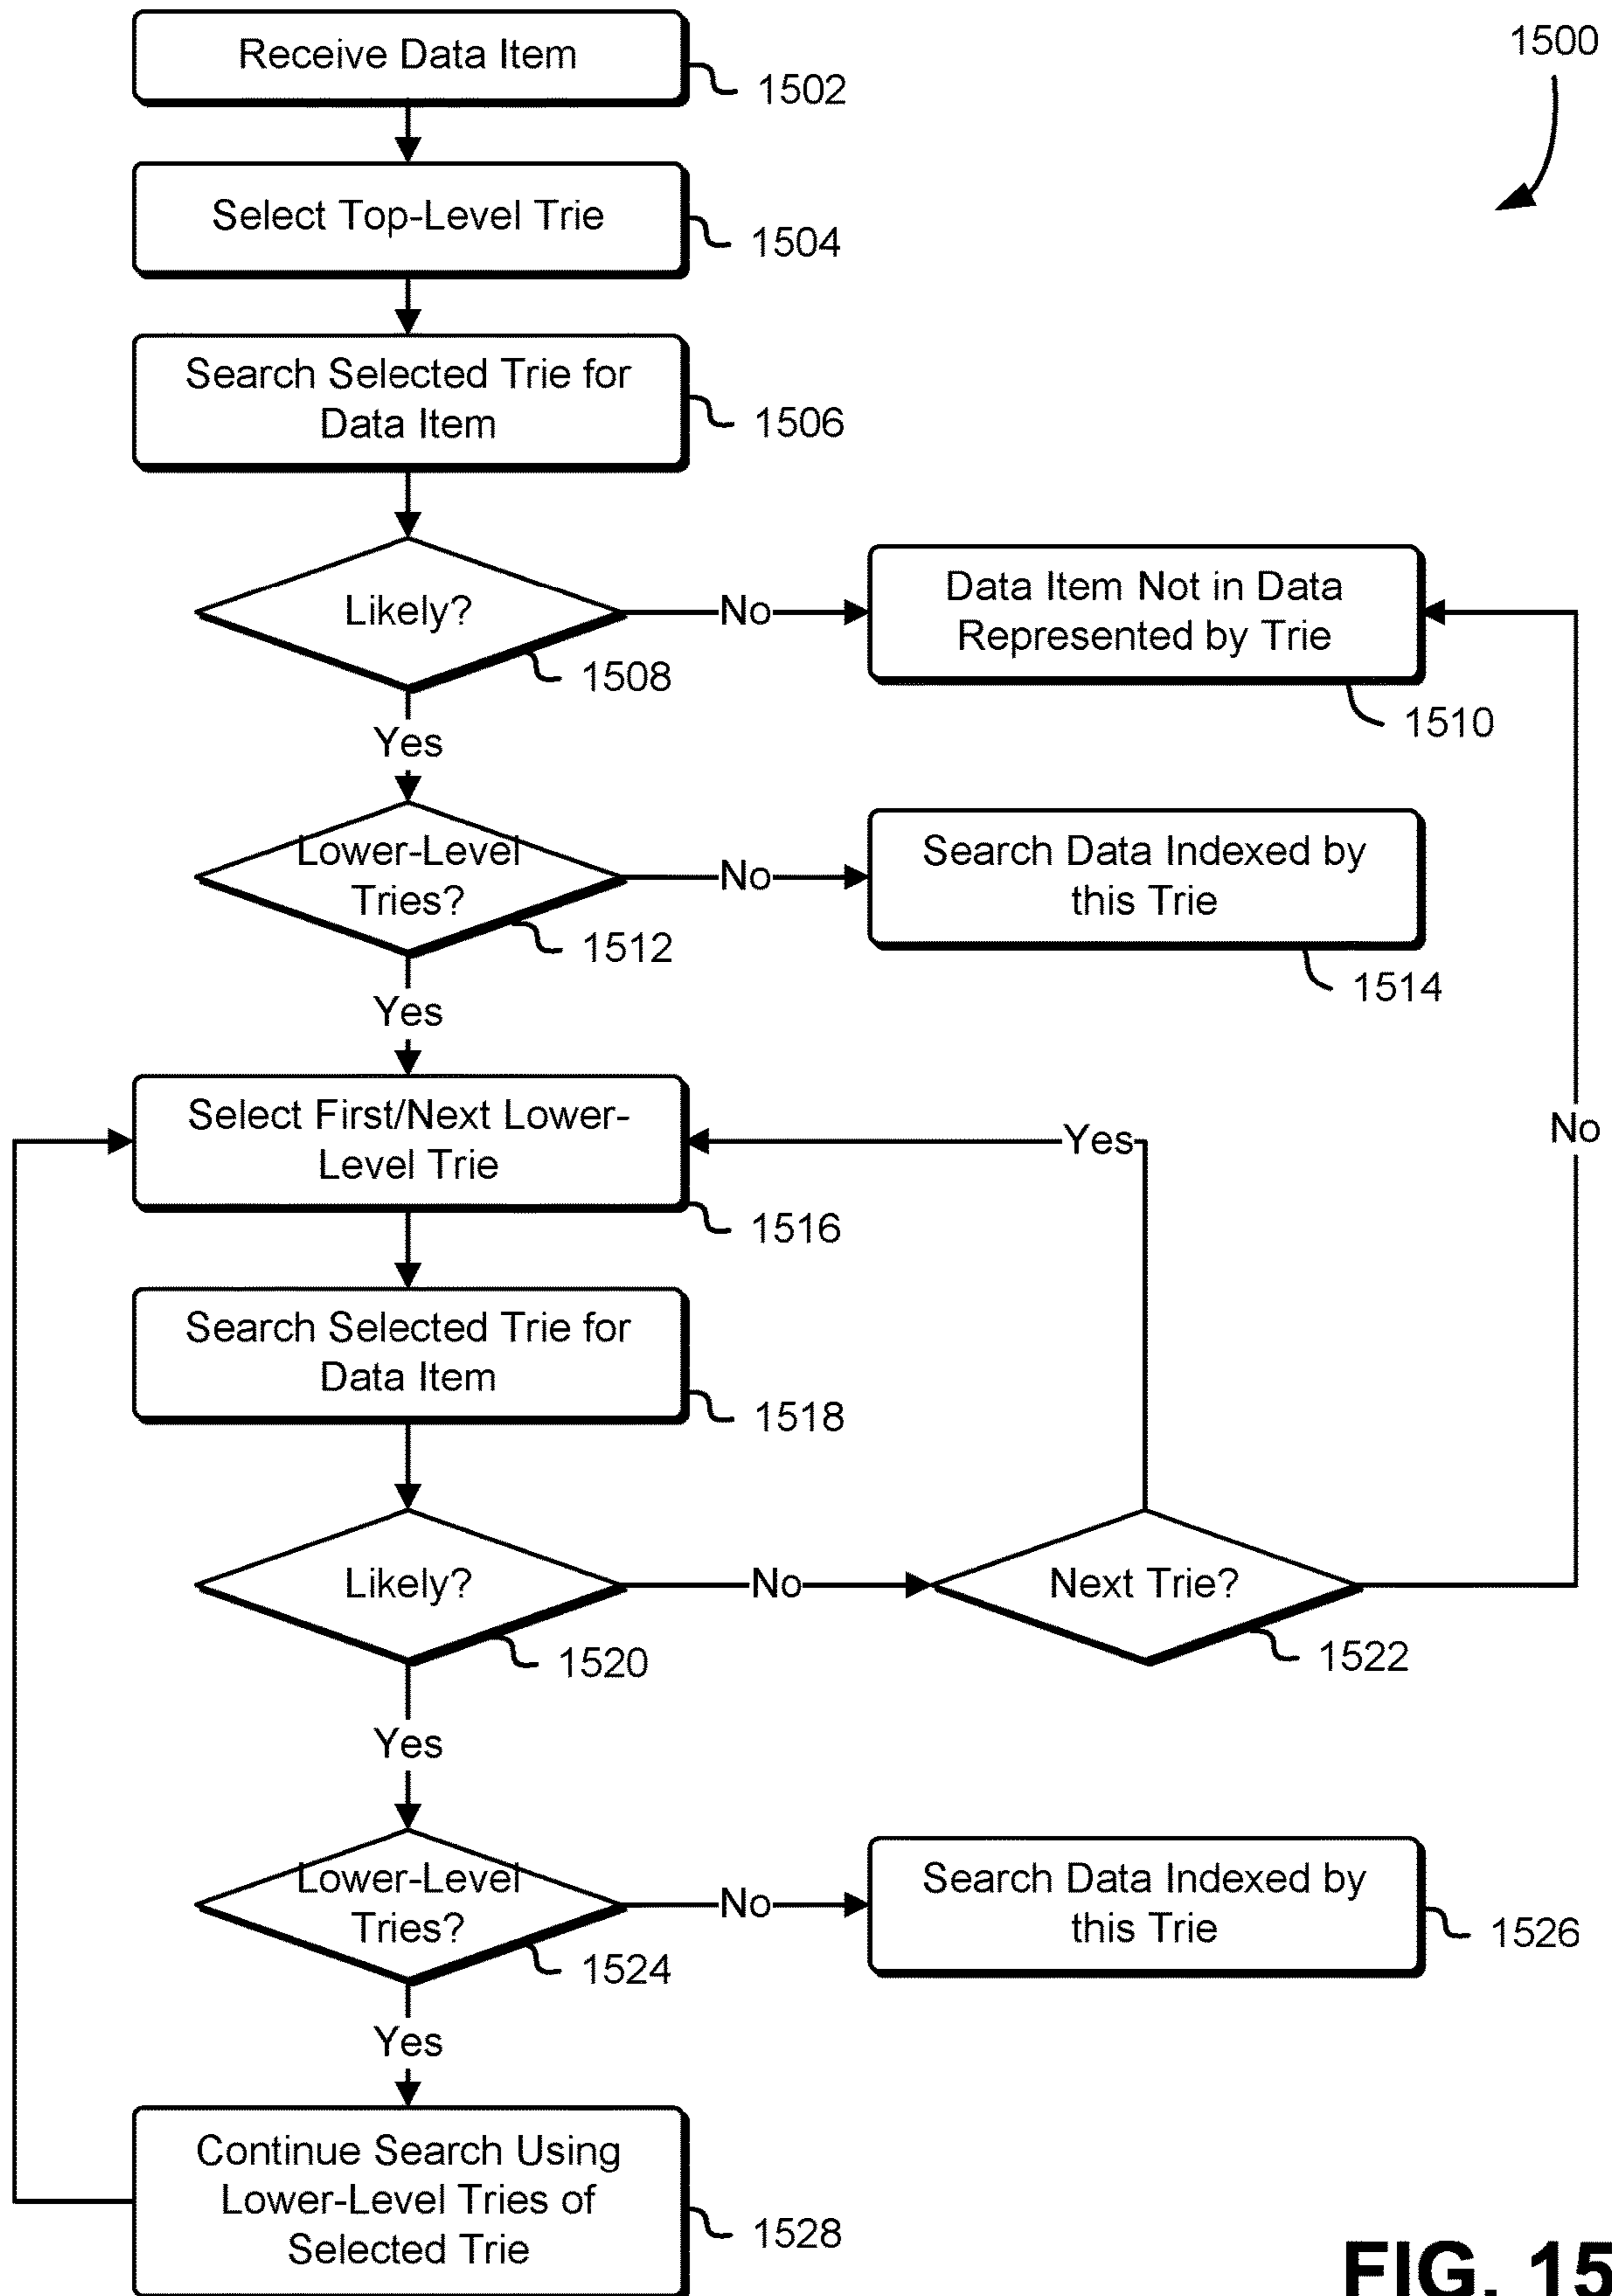 1500
Receive Data Item
1502
Select Top-Level Trie
1504
Search Selected Trie for
Data Item
1506
Likely?
No
1508
Data Item Not in Data
Represented by Trie
1510
Yes
Lower-Level
Tries?
No
1512
Search Data Indexed by
this Trie
1514
Yes
Select First/Next Lower-
Level Trie
1516
Yes
No
Search Selected Trie for
Data Item
1518
Likely?
No
1520
Next Trie?
1522
Yes
Lower-Level
Tries?
No
1524
Search Data Indexed by
this Trie
1526
Yes
Continue Search Using
Lower-Level Tries of
Selected Trie
1528
FIG. 15